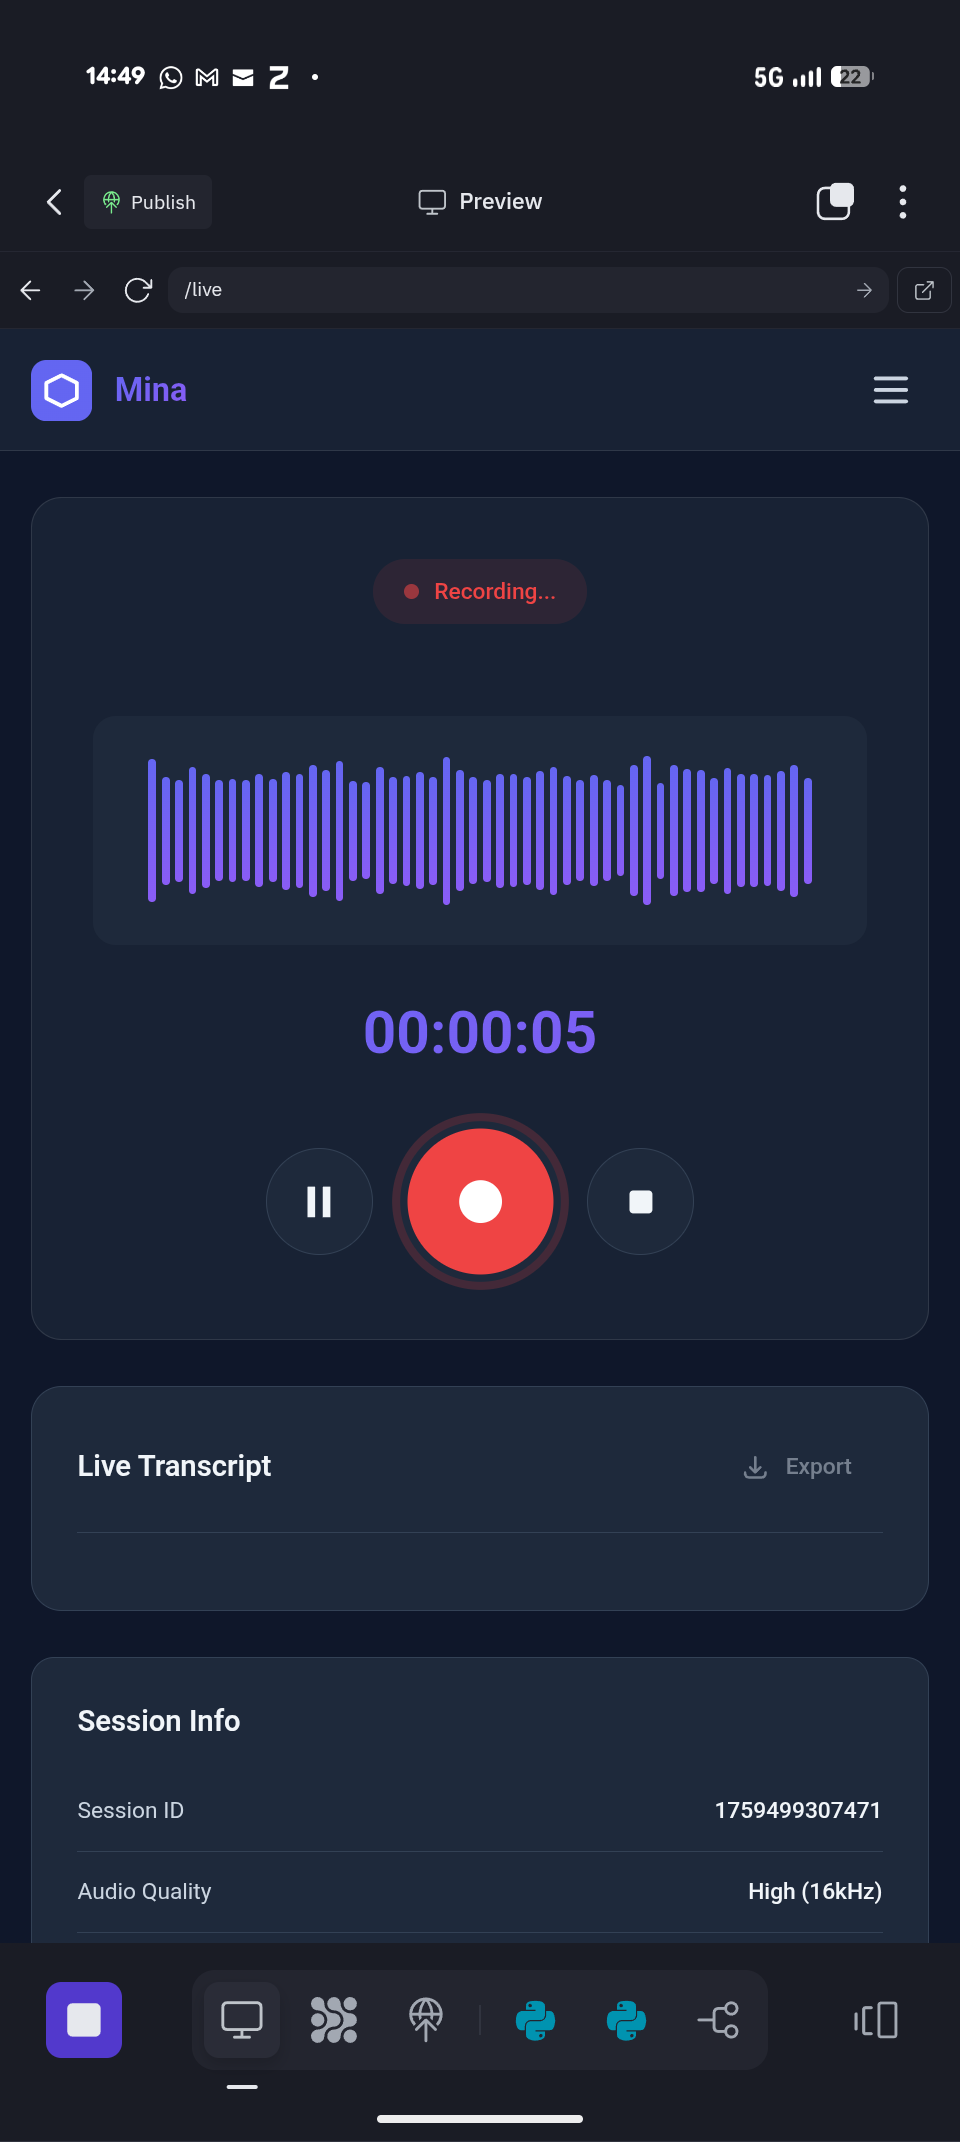 14:49
5G
22
Publish
Preview
/live
Mina
Recording...
00:00:05
Live Transcript
Export
Session Info
Session ID
1759499307471
Audio Quality
High (16kHz)